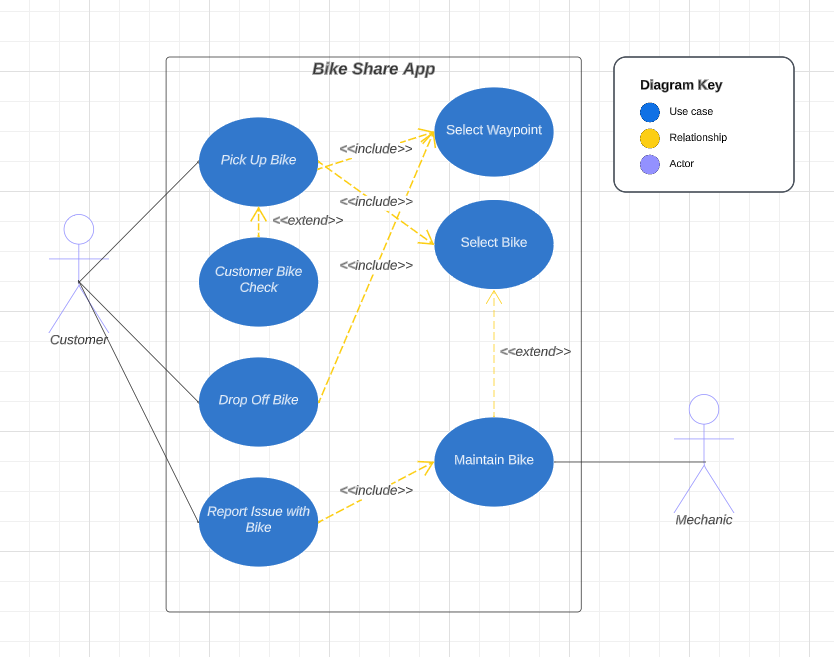 Bike Share App
Diagram Key
Use case
Relationship
Actor
Select Waypoint
<<include>>
Pick Up Bike
<<include>>
<<extend>>
Select Bike
<<include>>
Customer Bike
Check
Customer
<<extend>>
Drop Off Bike
Maintain Bike
<<include>>
Report Issue with
Bike
Mechanic